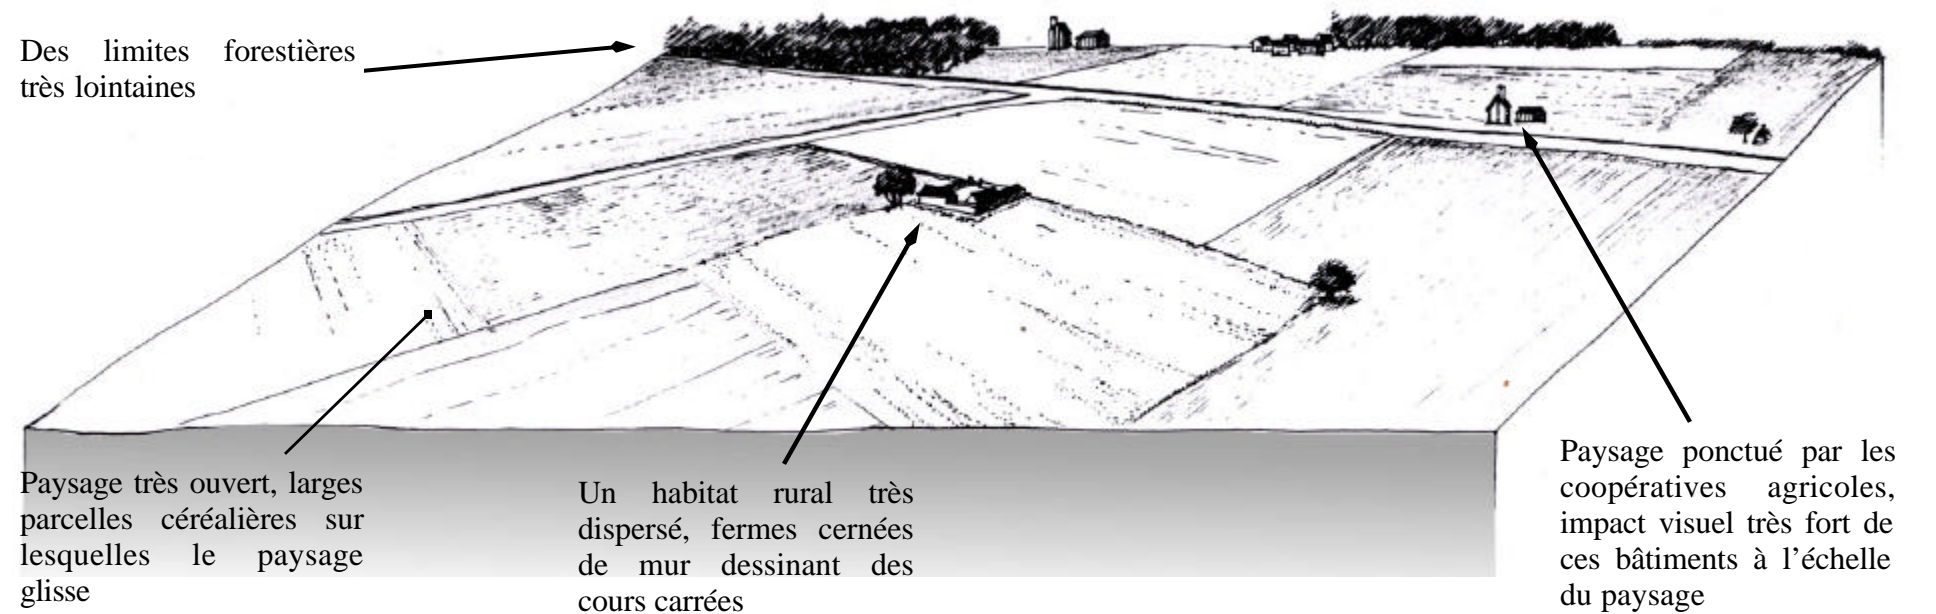 Des limites forestières
très lointaines
Paysage très ouvert, larges
parcelles céréalières sur
lesquelles le paysage
glisse
Un habitat rural très
dispersé, fermes cernées
de mur dessinant des
cours carrées
Paysage ponctué par les
coopératives agricoles,
impact visuel très fort de
ces bâtiments à l’échelle
du paysage